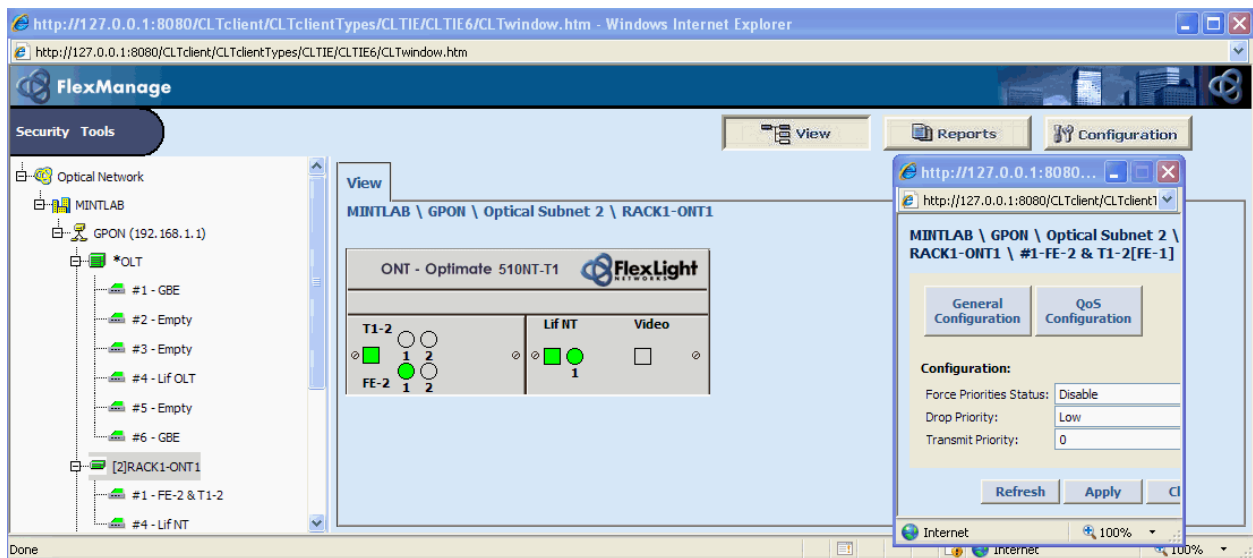 http://127.0.0.1:8080/CLTclient/CLTclientTypes/CLTIE/CLTIE6/CLTwindow.htm - Windows Internet Explorer
http://127.0.0.1:8080/CLTclient/CLTclientTypes/CLTIE/CLTIE6/CLTwindow.htm
FlexManage
Security Tools
View
Reports
Configuration
Optical Network
MINTLAB
GPON (192.168.1.1)
*OLT
#1 - GBE
#2 - Empty
#3 - Empty
#4 - Lif OLT
#5 - Empty
#6 - GBE
[2]RACK1-ONT1
#1 - FE-2 & T1-2
#4 - Lif NT
View
MINTLAB \ GPON \ Optical Subnet 2 \ RACK1-ONT1
ONT - Optimate 510NT-T1
FlexLight
NETWORKS
T1-2
1 2
FE-2
1 2
Lif NT
1
Video
http://127.0.0.1:8080...
http://127.0.0.1:8080/CLTclient/CLTclientT
MINTLAB \ GPON \ Optical Subnet 2 \
RACK1-ONT1 \ #1-FE-2 & T1-2[FE-1]
General
Configuration
QoS
Configuration
Configuration:
Force Priorities Status: Disable
Drop Priority: Low
Transmit Priority: 0
Refresh
Apply
Cl
Internet
100%
Done
Internet
100%